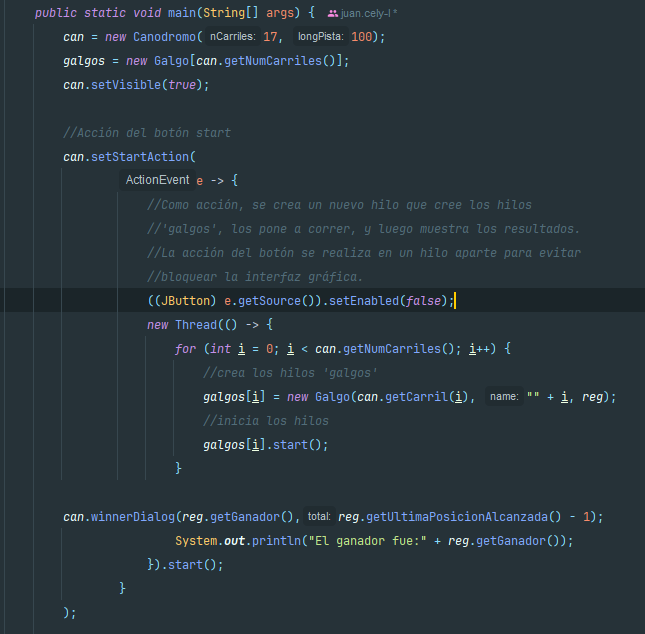 public static void main(String[] args) { juan.cely-l *
can = new Canodromo( nCarriles: 17, longPista: 100);
galgos = new Galgo[can.getNumCarriles()];
can.setVisible(true);
//Acción del botón start
can.setStartAction(
ActionEvent e -> {
//Como acción, se crea un nuevo hilo que cree los hilos
//'galgos', los pone a correr, y luego muestra los resultados.
//La acción del botón se realiza en un hilo aparte para evitar
//bloquear la interfaz gráfica.
((JButton) e.getSource()).setEnabled(false);
new Thread(() -> {
for (int i = 0; i < can.getNumCarriles(); i++) {
//crea los hilos 'galgos'
galgos[i] = new Galgo(can.getCarril(i), name: "" + i, reg);
//inicia los hilos
galgos[i].start();
}
can.winnerDialog(reg.getGanador(), total: reg.getUltimaPosicionAlcanzada() - 1);
System.out.println("El ganador fue:" + reg.getGanador());
}).start();
}
);